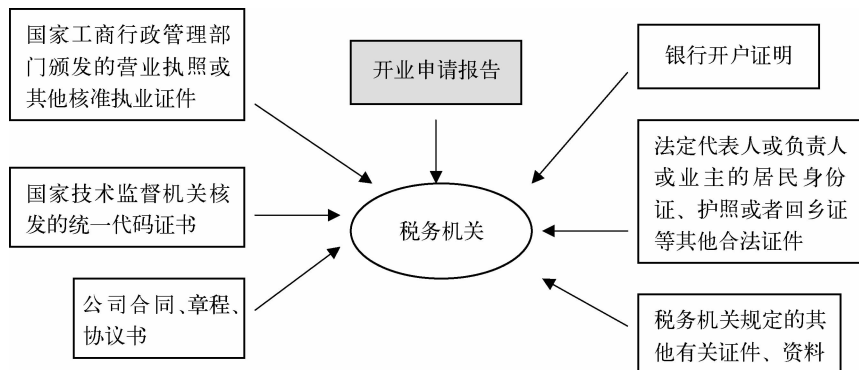 国家工商行政管理部
门颁发的营业执照或
其他核准执业证件
开业申请报告
银行开户证明
国家技术监督机关核
发的统一代码证书
税务机关
法定代表人或负责人
或业主的居民身份
证、护照或者回乡证
等其他合法证件
公司合同、章程、
协议书
税务机关规定的其
他有关证件、资料